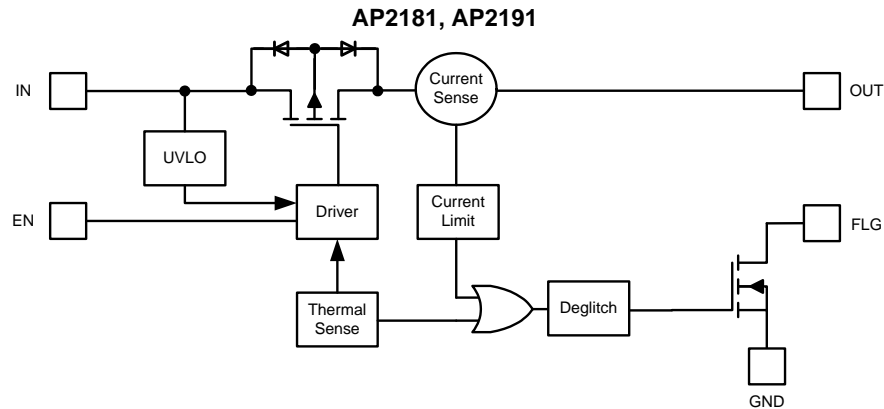 AP2181, AP2191
IN
Current
Sense
OUT
UVLO
EN
Driver
Current
Limit
FLG
Thermal
Sense
Deglitch
GND